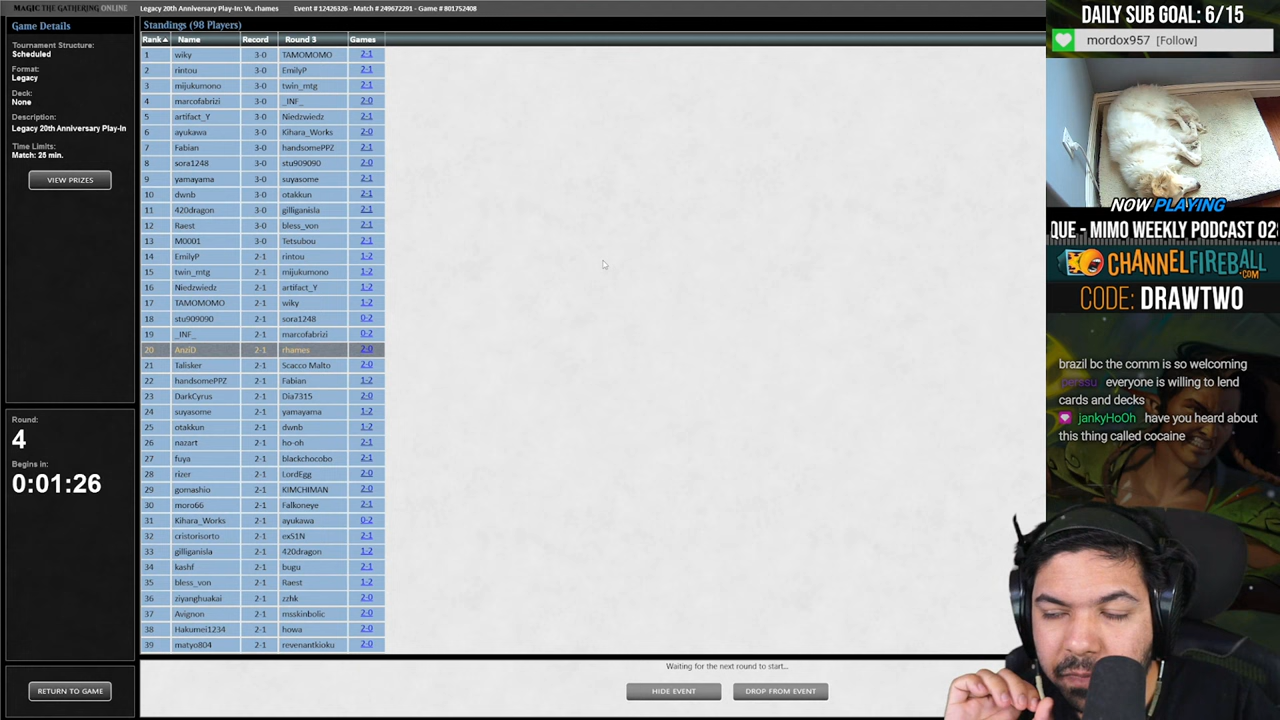 MAGIC THE GATHERING ONLINE
Legacy 20th Anniversary Play-In: Vs. rhames Event # 12426326 - Match # 249672291 - Game # 801752408
Game Details
Tournament Structure:
Scheduled
Format:
Legacy
Deck:
None
Description:
Legacy 20th Anniversary Play-In
Time Limits:
Match: 25 min.
VIEW PRIZES
Round:
4
Begins in:
0:01:26
RETURN TO GAME
Standings (98 Players)
Rank Name Record Round 3 Games
1 wiky 3-0 TAMOMOMO 2-1
2 rintou 3-0 EmilyP 2-1
3 mijukumono 3-0 twin_mtg 2-1
4 marcofabrizi 3-0 _INF_ 2-0
5 artifact_Y 3-0 Niedzwiedz 2-1
6 ayukawa 3-0 Kihara_Works 2-0
7 Fabian 3-0 handsomePPZ 2-1
8 sora1248 3-0 stu909090 2-0
9 yamayama 3-0 suyasome 2-1
10 dwnb 3-0 otakkun 2-1
11 420dragon 3-0 gilliganisla 2-1
12 Raest 3-0 bless_von 2-1
13 M0001 3-0 Tetsubou 2-1
14 EmilyP 2-1 rintou 1-2
15 twin_mtg 2-1 mijukumono 1-2
16 Niedzwiedz 2-1 artifact_Y 1-2
17 TAMOMOMO 2-1 wiky 1-2
18 stu909090 2-1 sora1248 0-2
19 _INF_ 2-1 marcofabrizi 0-2
20 AnziD 2-1 rhames 2-0
21 Talisker 2-1 Scacco Malto 2-0
22 handsomePPZ 2-1 Fabian 1-2
23 DarkCyrus 2-1 Dia7315 2-0
24 suyasome 2-1 yamayama 1-2
25 otakkun 2-1 dwnb 1-2
26 nazart 2-1 ho-oh 2-1
27 fuya 2-1 blackchocobo 2-1
28 rizer 2-1 LordEgg 2-0
29 gomashio 2-1 KIMCHIMAN 2-0
30 moro66 2-1 Falkoneye 2-1
31 Kihara_Works 2-1 ayukawa 0-2
32 cristorisorto 2-1 exS1N 2-1
33 gilliganisla 2-1 420dragon 1-2
34 kashf 2-1 bugu 2-1
35 bless_von 2-1 Raest 1-2
36 ziyanghuakai 2-1 zzhk 2-0
37 Avignon 2-1 msskinbolic 2-0
38 Hakumei1234 2-1 howa 2-0
39 matyo804 2-1 revenantkioku 2-0
Waiting for the next round to start...
HIDE EVENT DROP FROM EVENT
DAILY SUB GOAL: 6/15
mordox957 [Follow]
NOW PLAYING
QUE - MIMO WEEKLY PODCAST 02
CHANNELFIREBALL
.COM
CODE: DRAWTWO
brazil bc the comm is so welcoming
perssu everyone is willing to lend
cards and decks
jankyHoOh have you heard about
this thing called cocaine